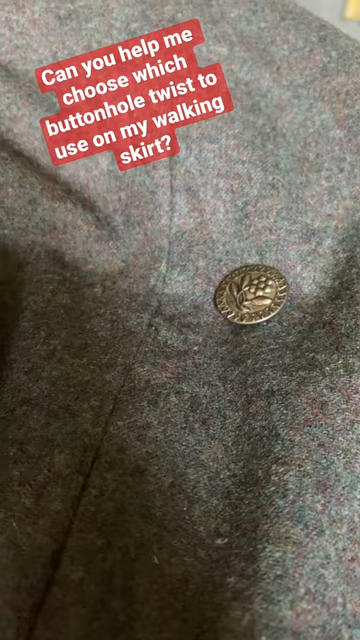 Can you help me
choose which
buttonhole twist to
use on my walking
skirt?